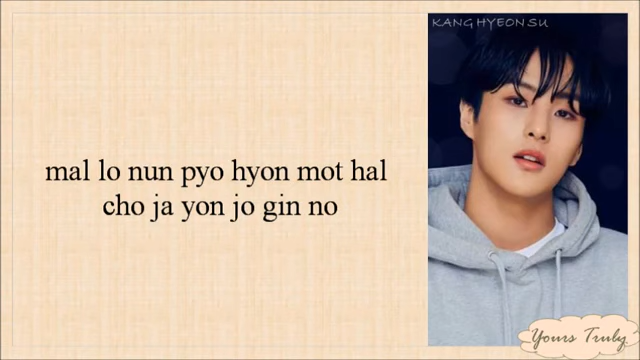 KANG HYEON SU
mal lo nun pyo hyon mot hal
cho ja yon jo gin no
Yours Truly